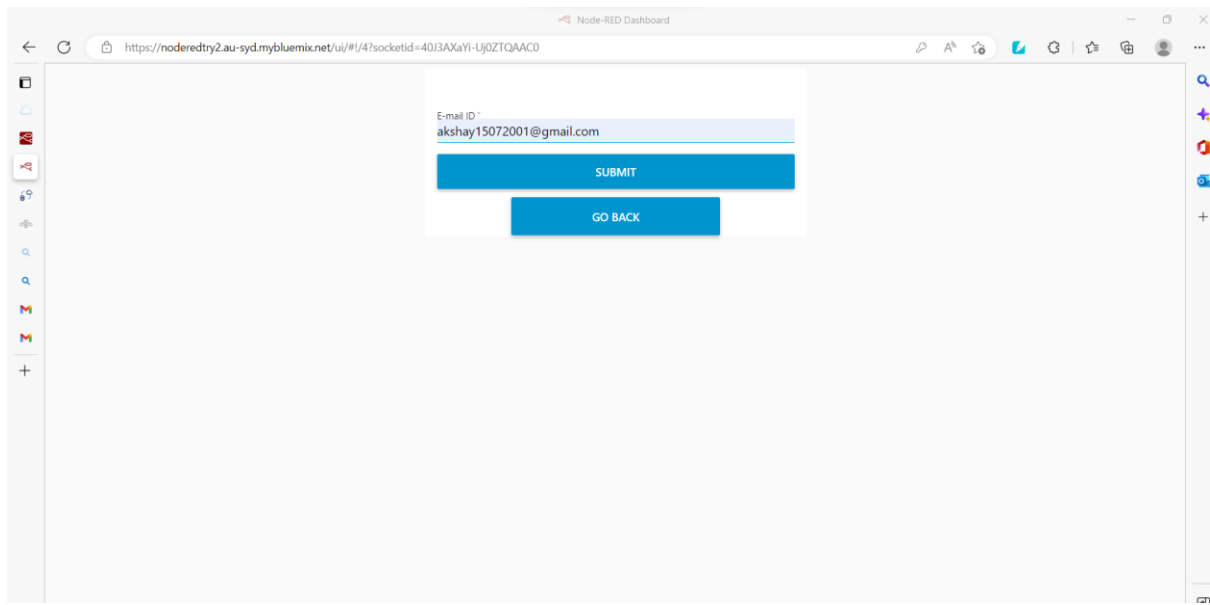 Node-RED Dashboard
https://noderedtry2.au-syd.mybluemix.net/ui/#!/4?socketid=40J3AXaYi-Uj0ZTQAAC0
E-mail ID *
akshay15072001@gmail.com
SUBMIT
GO BACK